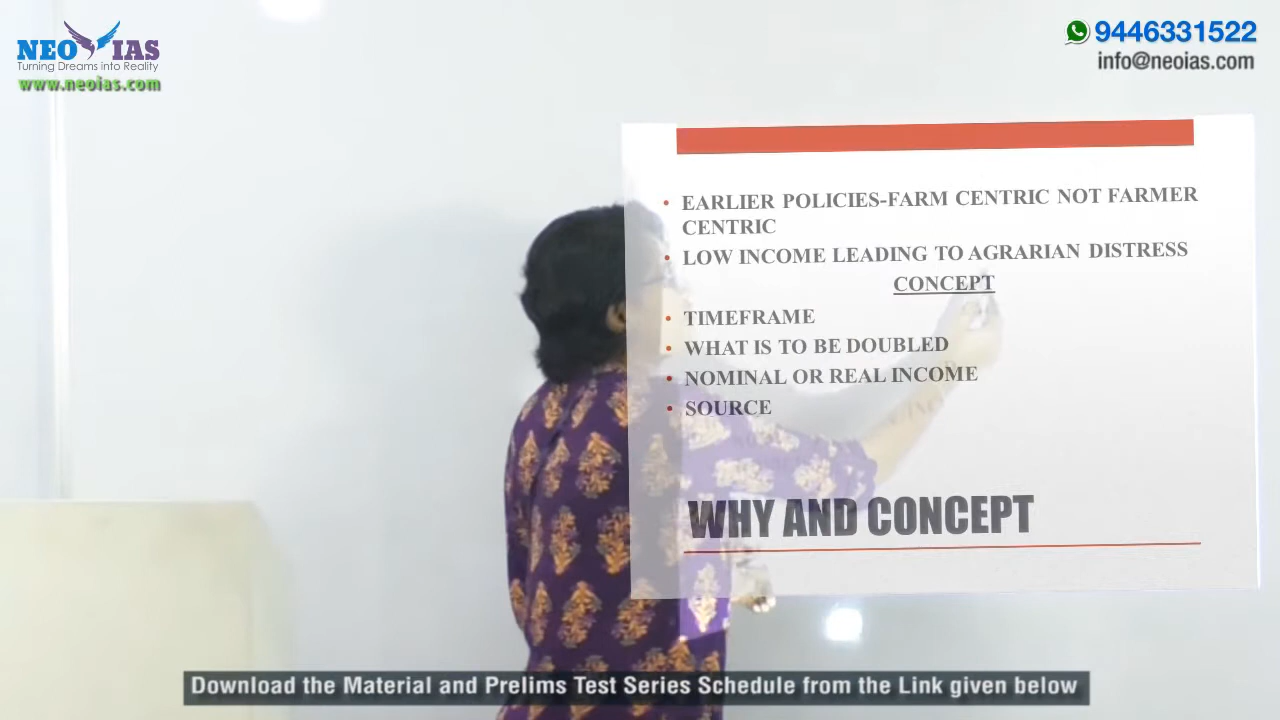 NEO IAS
Turning Dreams into Reality
www.neoias.com
9446331522
info@neoias.com
• EARLIER POLICIES-FARM CENTRIC NOT FARMER
CENTRIC
• LOW INCOME LEADING TO AGRARIAN DISTRESS
CONCEPT
• TIMEFRAME
• WHAT IS TO BE DOUBLED
• NOMINAL OR REAL INCOME
• SOURCE
WHY AND CONCEPT
Download the Material and Prelims Test Series Schedule from the Link given below